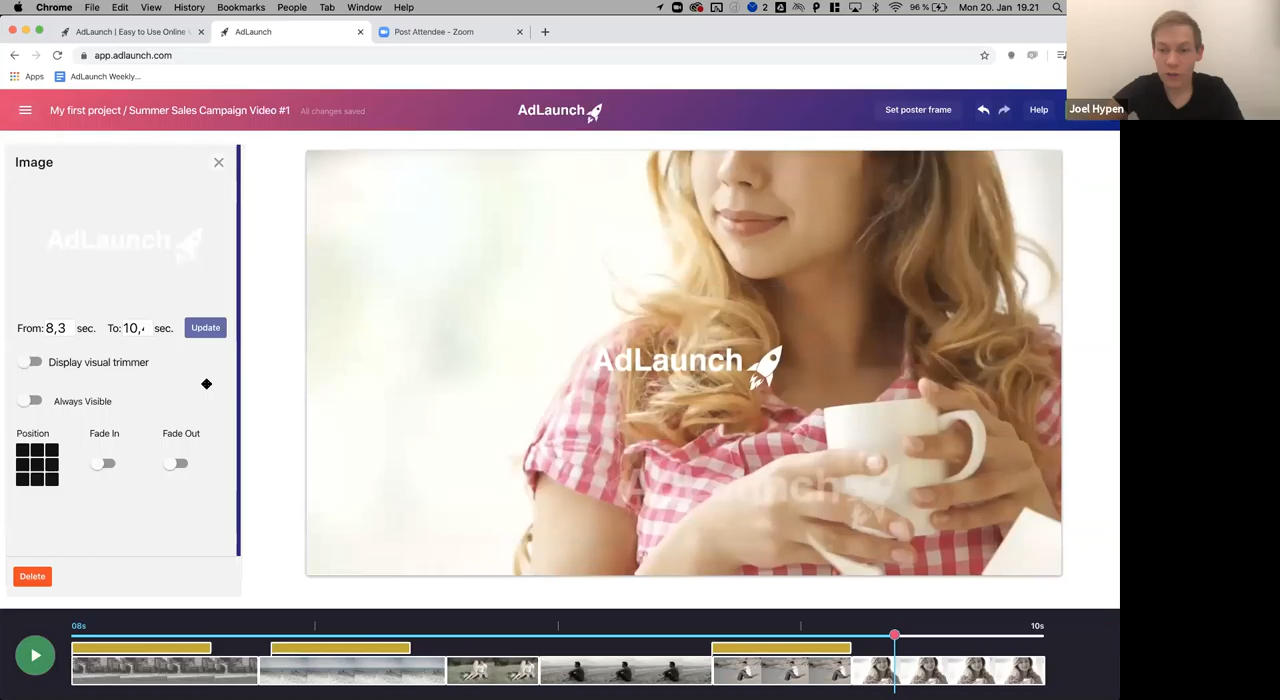 Chrome File Edit View History Bookmarks People Tab Window Help
2 96 % Mon 20. Jan 19.21
AdLaunch | Easy to Use Online
AdLaunch
Post Attendee - Zoom
app.adlaunch.com
Apps AdLaunch Weekly...
Joel Hypen
My first project / Summer Sales Campaign Video #1 All changes saved
AdLaunch
Set poster frame
Help
Image
AdLaunch
From: 8,3 sec. To: 10, sec. Update
Display visual trimmer
Always Visible
Position Fade In Fade Out
Delete
AdLaunch
AdLaunch
08s
10s